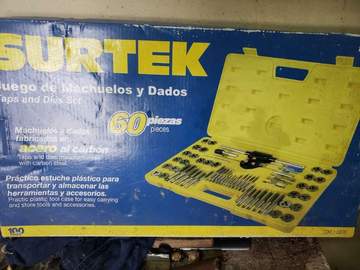 SURTEK
Juego de Machuelos y Dados
Taps and Dies Set
60 piezas
pieces
Machuelos y dados
fabricados en
acero al carbon
Taps and dies manufactured
with carbon steel.
Práctico estuche plástico para
transportar y almacenar las
herramientas y accesorios.
Practic plastic tool case for easy carrying
and store tools and accessories.
100